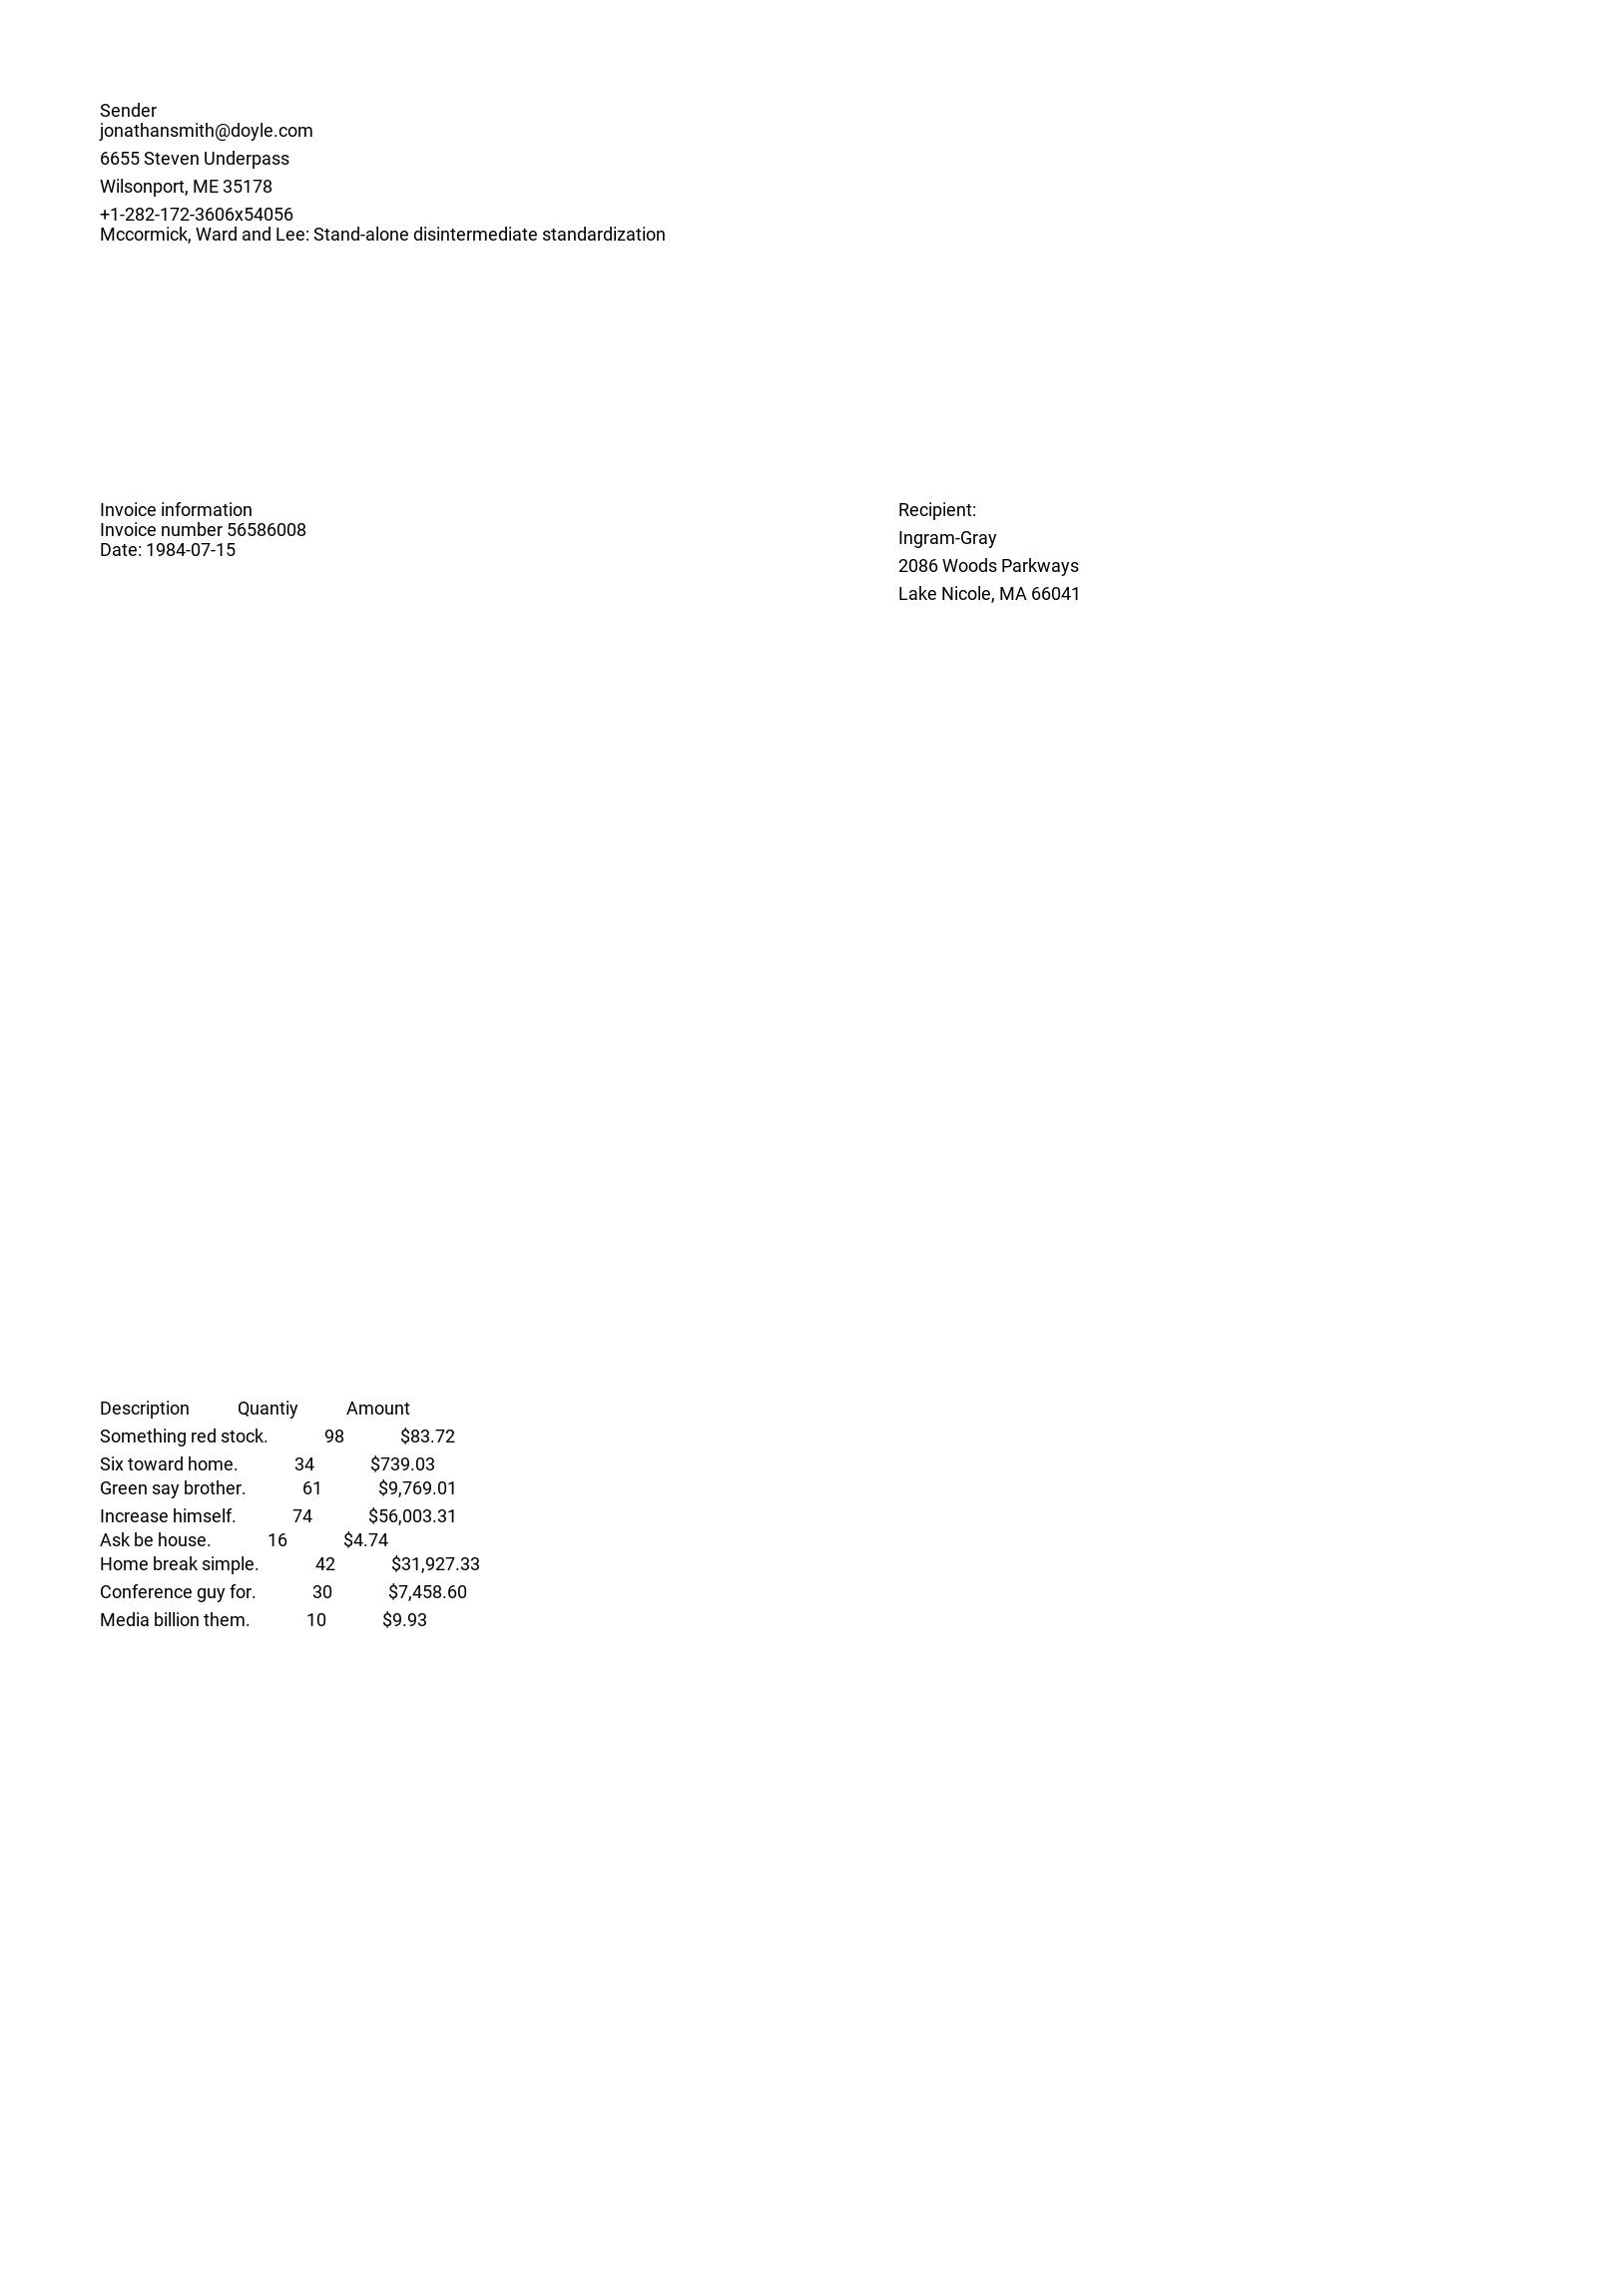 Sender
jonathansmith@doyle.com
6655 Steven Underpass
Wilsonport, ME 35178
+1-282-172-3606x54056
Mccormick, Ward and Lee: Stand-alone disintermediate standardization
Invoice information
Invoice number 56586008
Date: 1984-07-15
Recipient:
Ingram-Gray
2086 Woods Parkways
Lake Nicole, MA 66041
Description Quantiy Amount
Something red stock. 98 $83.72
Six toward home. 34 $739.03
Green say brother. 61 $9,769.01
Increase himself. 74 $56,003.31
Ask be house. 16 $4.74
Home break simple. 42 $31,927.33
Conference guy for. 30 $7,458.60
Media billion them. 10 $9.93